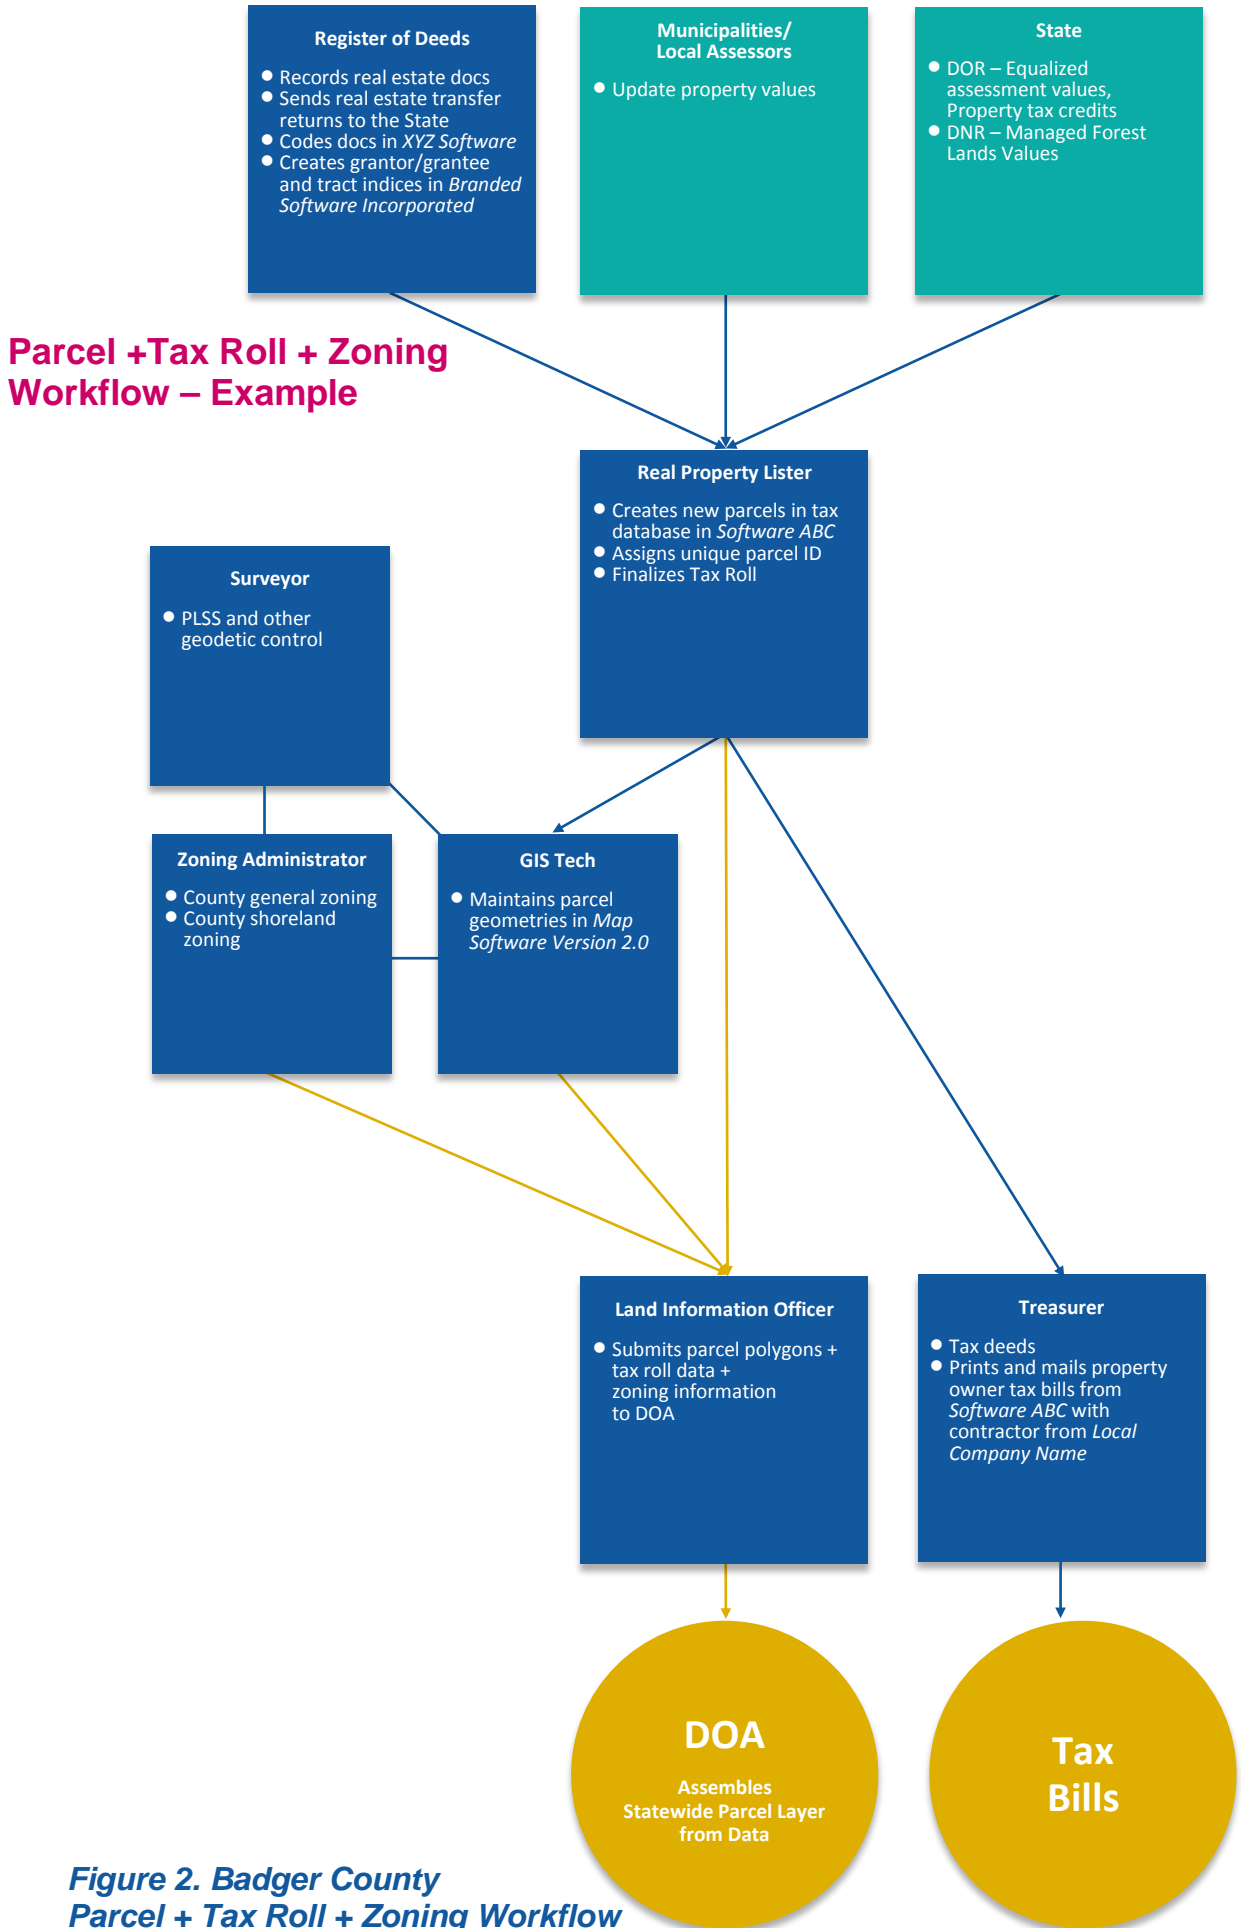 Register of Deeds
● Records real estate docs
● Sends real estate transfer
returns to the State
● Codes docs in XYZ Software
● Creates grantor/grantee
and tract indices in Branded
Software Incorporated
Municipalities/
Local Assessors
● Update property values
State
● DOR – Equalized
assessment values,
Property tax credits
● DNR – Managed Forest
Lands Values
Parcel +Tax Roll + Zoning
Workflow – Example
Real Property Lister
● Creates new parcels in tax
database in Software ABC
● Assigns unique parcel ID
● Finalizes Tax Roll
Surveyor
● PLSS and other
geodetic control
Zoning Administrator
● County general zoning
● County shoreland
zoning
GIS Tech
● Maintains parcel
geometries in Map
Software Version 2.0
Land Information Officer
● Submits parcel polygons +
tax roll data +
zoning information
to DOA
Treasurer
● Tax deeds
● Prints and mails property
owner tax bills from
Software ABC with
contractor from Local
Company Name
DOA
Assembles
Statewide Parcel Layer
from Data
Tax
Bills
Figure 2. Badger County
Parcel + Tax Roll + Zoning Workflow